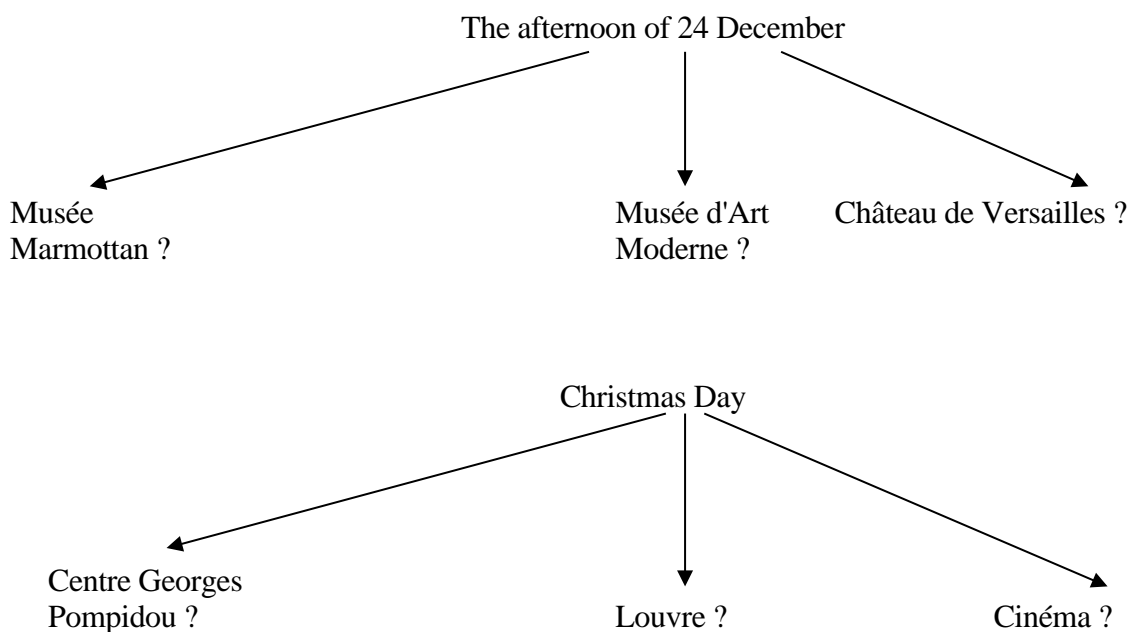 The afternoon of 24 December
Musée
Marmottan ?
Musée d'Art
Moderne ?
Château de Versailles ?
Christmas Day
Centre Georges
Pompidou ?
Louvre ?
Cinéma ?